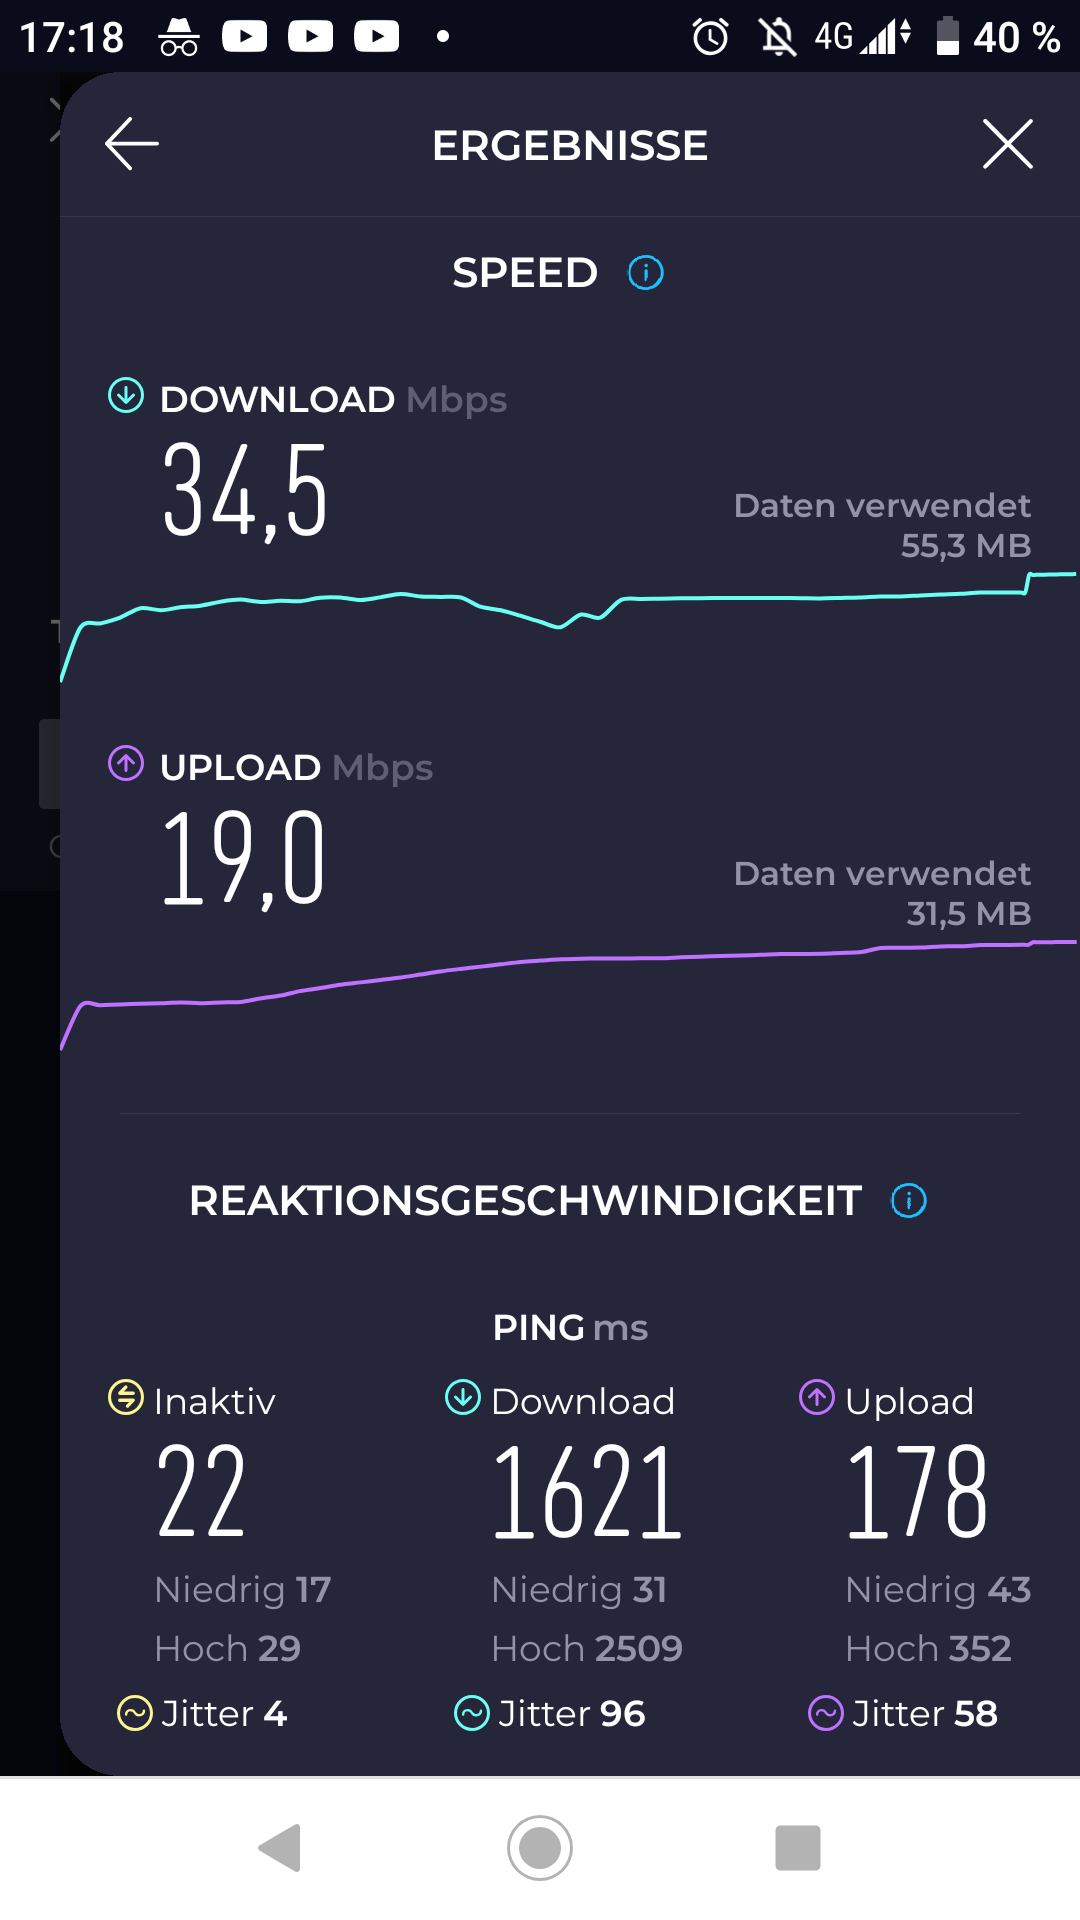 17:18 4G 40 %
ERGEBNISSE
SPEED
DOWNLOAD Mbps
34,5
Daten verwendet
55,3 MB
UPLOAD Mbps
19,0
Daten verwendet
31,5 MB
REAKTIONSGESCHWINDIGKEIT
PING ms
Inaktiv Download Upload
22 1621 178
Niedrig 17 Niedrig 31 Niedrig 43
Hoch 29 Hoch 2509 Hoch 352
Jitter 4 Jitter 96 Jitter 58